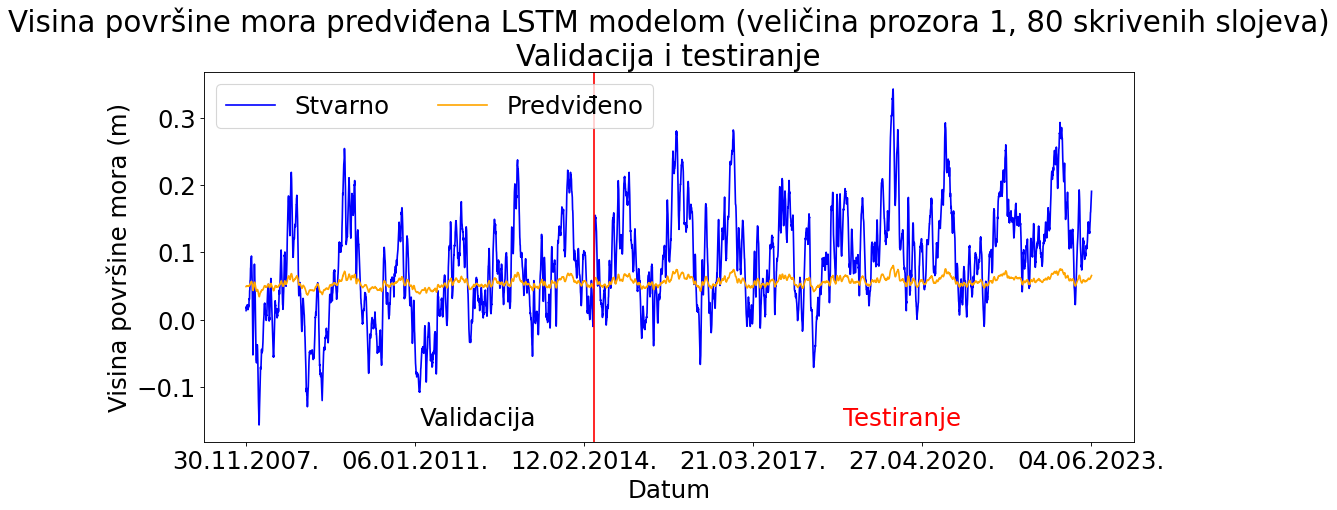 Visina površine mora predviđena LSTM modelom (veličina prozora 1, 80 skrivenih slojeva)
Validacija i testiranje
Stvarno Predviđeno
Visina površine mora (m)
0.3
0.2
0.1
0.0
−0.1
Validacija Testiranje
30.11.2007. 06.01.2011. 12.02.2014. 21.03.2017. 27.04.2020. 04.06.2023.
Datum